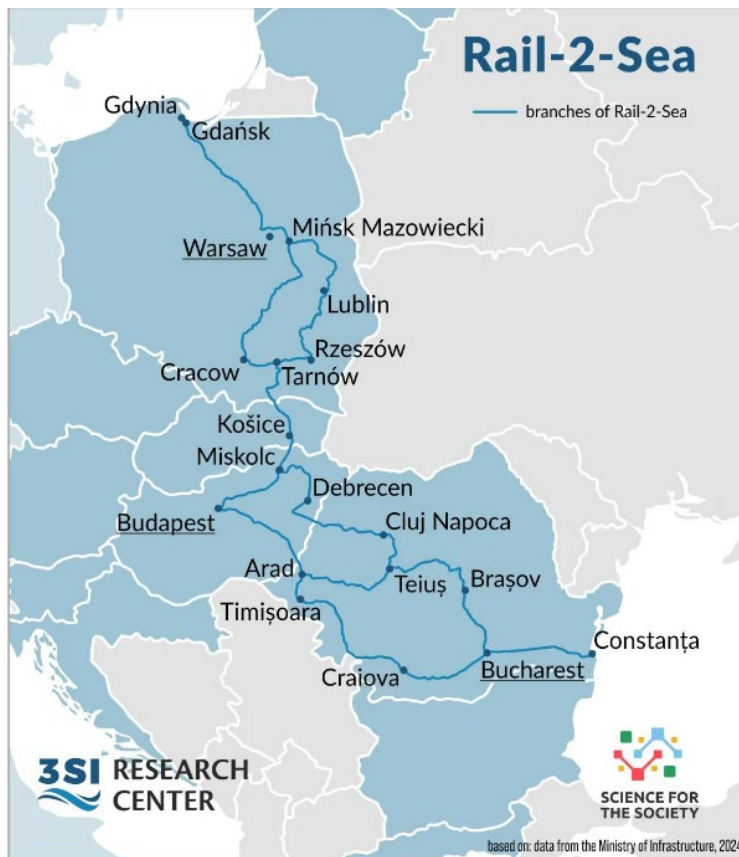 Rail-2-Sea
branches of Rail-2-Sea
Gdynia
Gdańsk
Mińsk Mazowiecki
Warsaw
Lublin
Rzeszów
Cracow
Tarnów
Košice
Miskolc
Debrecen
Budapest
Cluj Napoca
Arad
Teiuș
Brașov
Timișoara
Constanța
Craiova
Bucharest
3SI RESEARCH
CENTER
SCIENCE FOR
THE SOCIETY
based on: data from the Ministry of Infrastructure, 2024